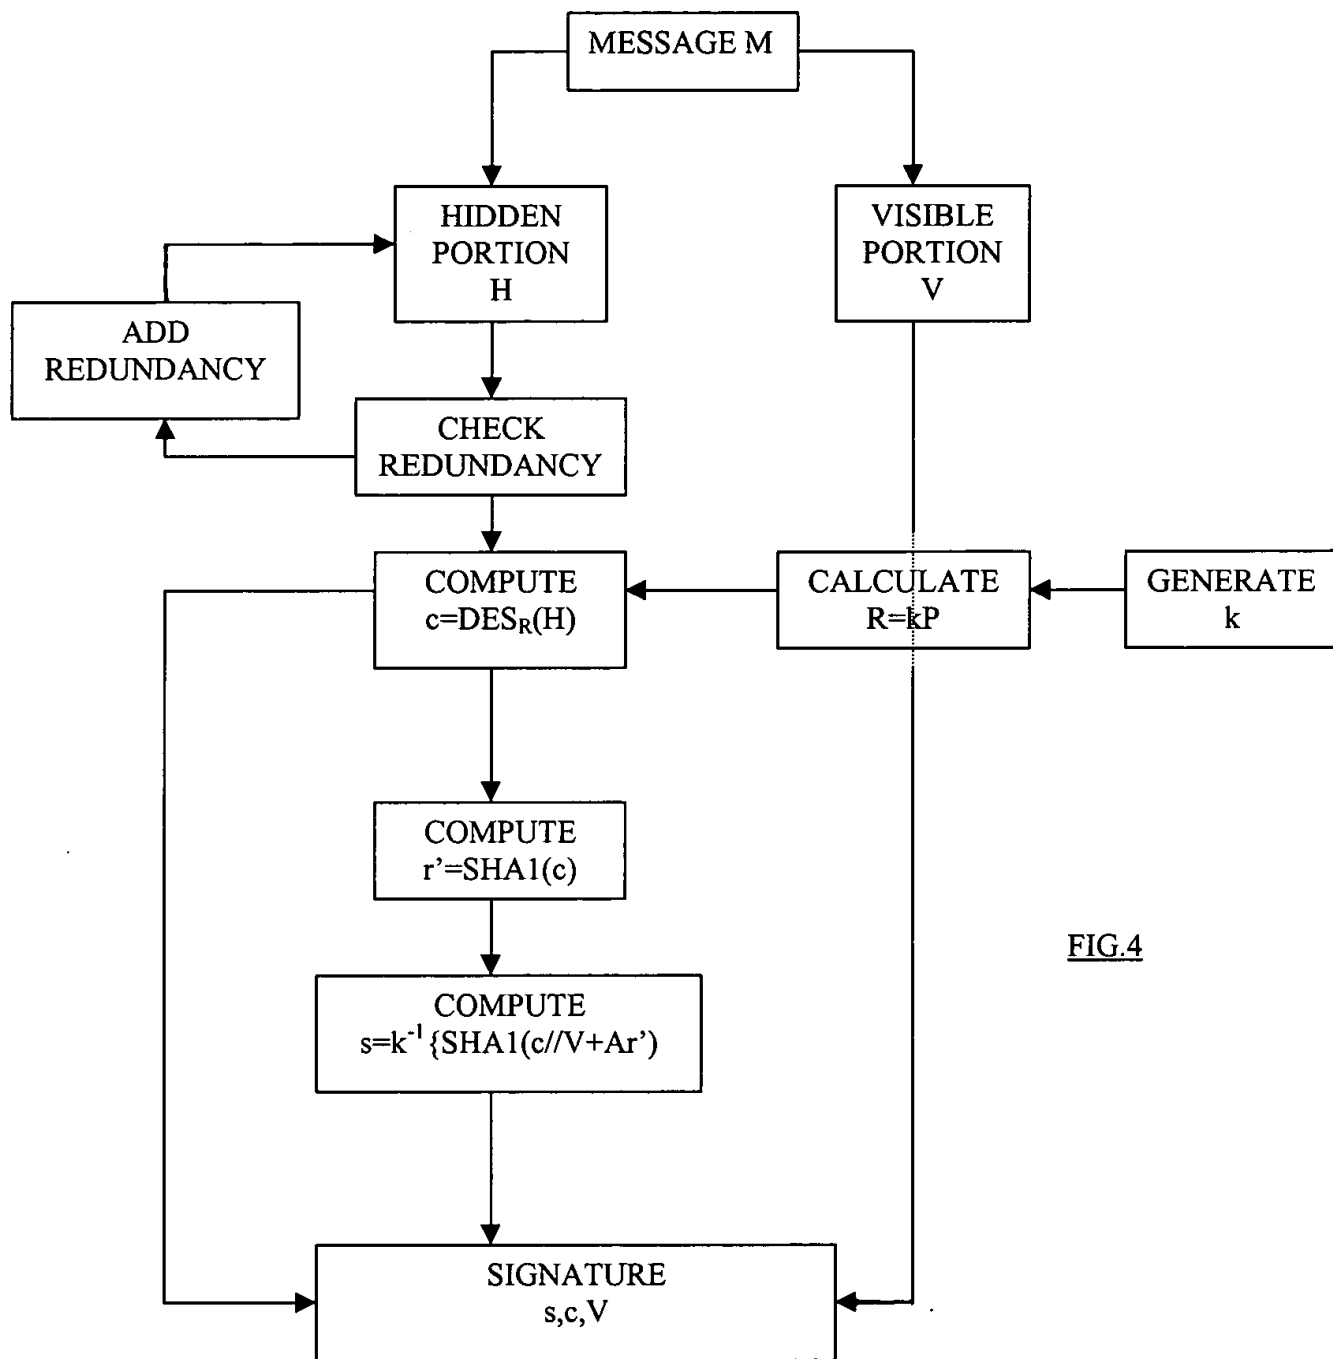 MESSAGE M
HIDDEN
PORTION
H
VISIBLE
PORTION
V
ADD
REDUNDANCY
CHECK
REDUNDANCY
COMPUTE
c=DES_R(H)
CALCULATE
R=kP
GENERATE
k
COMPUTE
r’=SHA1(c)
COMPUTE
s=k⁻¹{SHA1(c//V+Ar’)
FIG.4
SIGNATURE
s,c,V